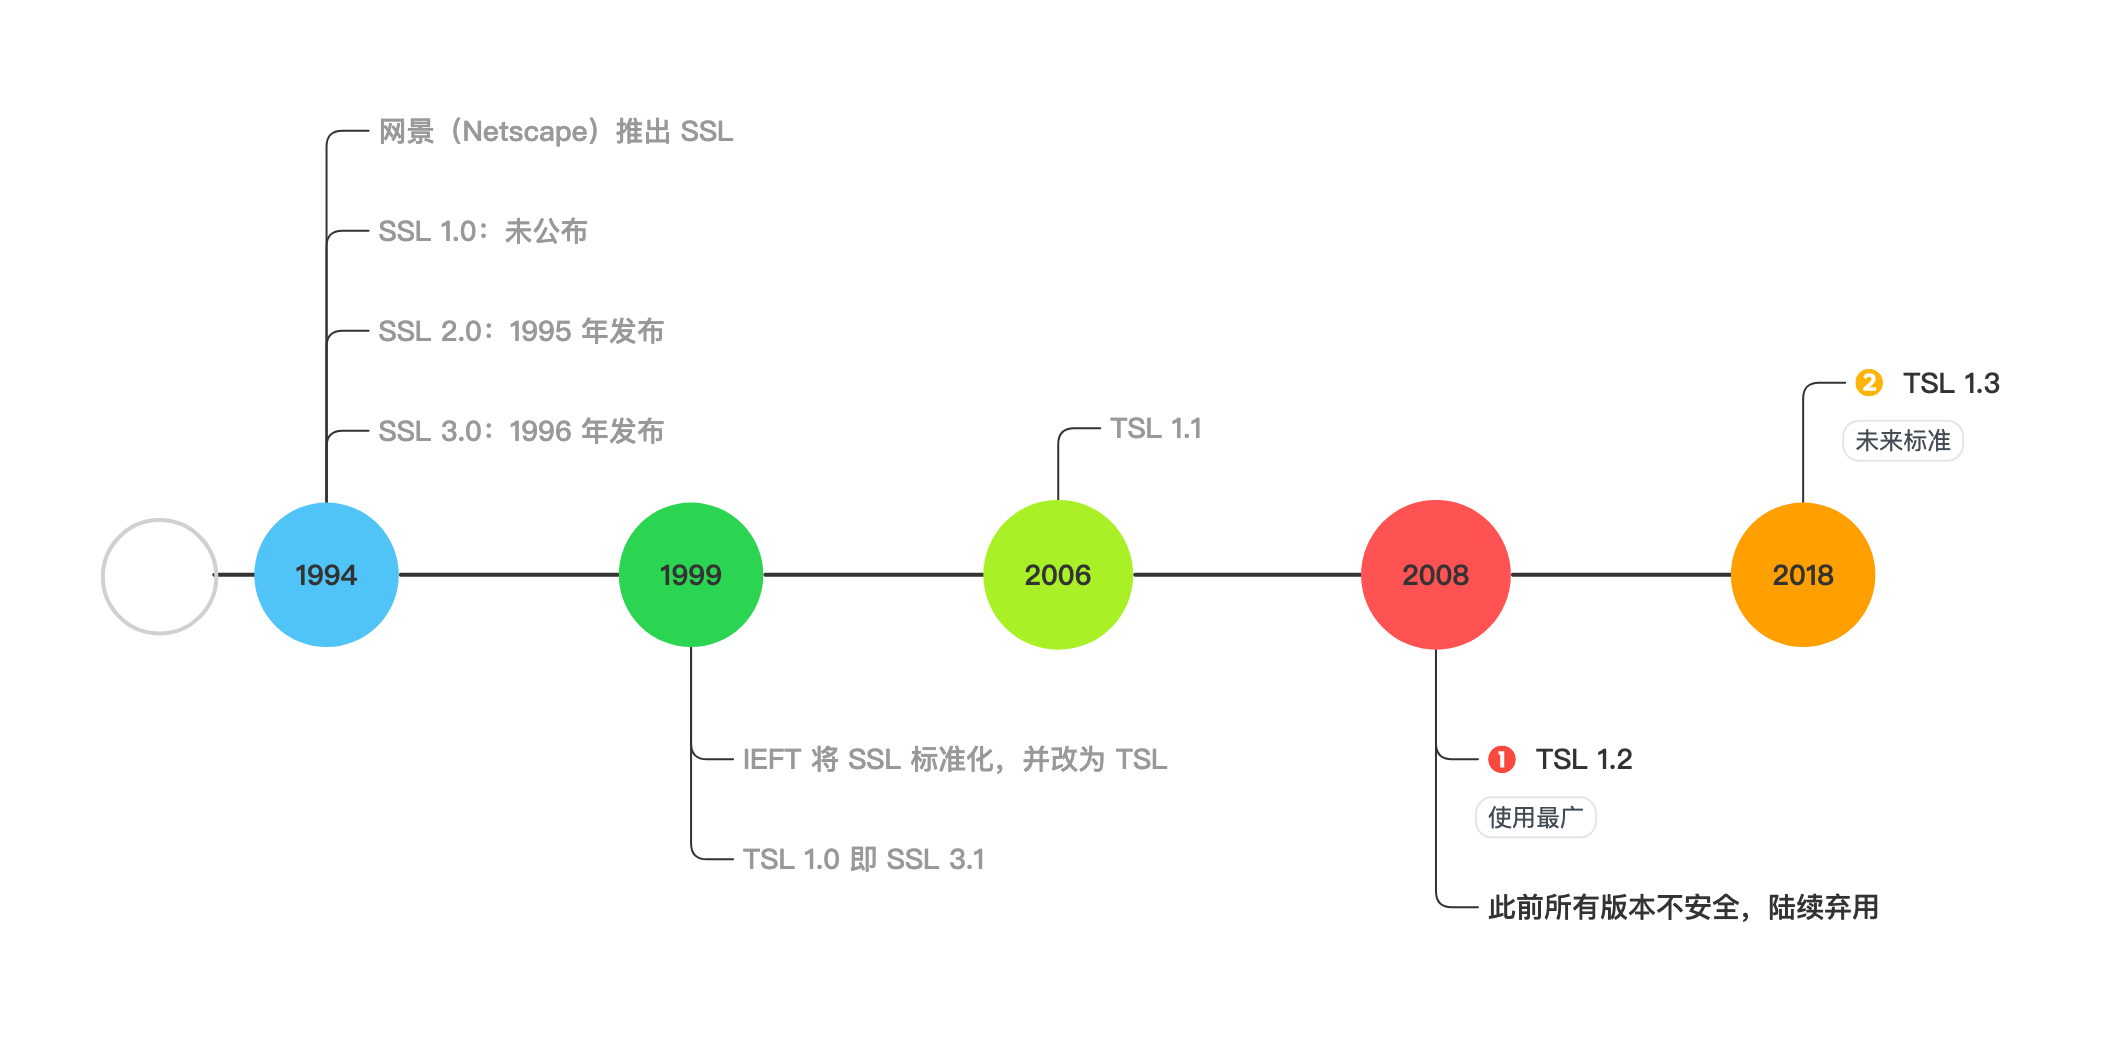 网景（Netscape）推出 SSL
SSL 1.0：未公布
SSL 2.0：1995 年发布
SSL 3.0：1996 年发布
1994
1999
IEFT 将 SSL 标准化，并改为 TSL
TSL 1.0 即 SSL 3.1
2006
TSL 1.1
2008
1 TSL 1.2
使用最广
此前所有版本不安全，陆续弃用
2018
2 TSL 1.3
未来标准